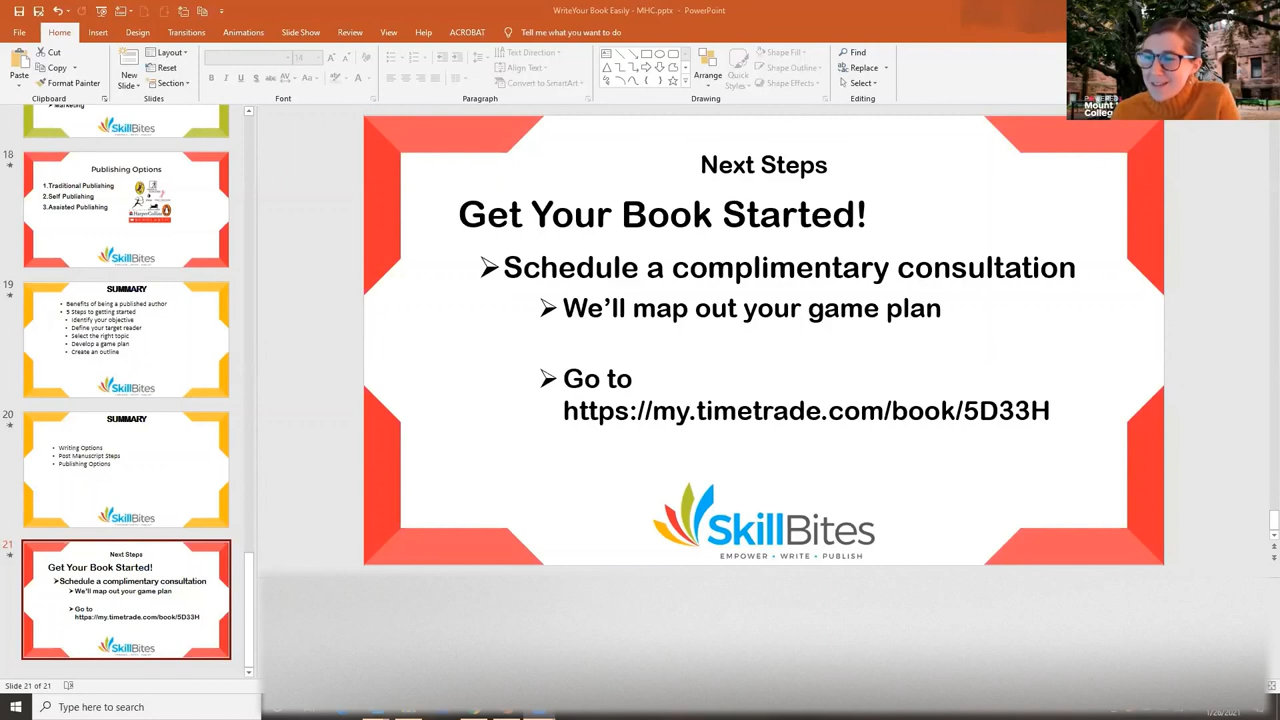 WriteYour Book Easily - MHC.pptx - PowerPoint
File Home Insert Design Transitions Animations Slide Show Review View Help ACROBAT Tell me what you want to do
Paste
Cut
Copy
Format Painter
Clipboard
New
Slide
Layout
Reset
Section
Slides
14
Font
Text Direction
Align Text
Convert to SmartArt
Paragraph
Arrange
Quick
Styles
Shape Fill
Shape Outline
Shape Effects
Drawing
Find
Replace
Select
Editing
Mount
Marketing
SkillBites
18
Publishing Options
1.Traditional Publishing
2.Self Publishing
3.Assisted Publishing
HarperCollins
SCHOLASTIC
SkillBites
19
SUMMARY
• Benefits of being a published author
• 5 Steps to getting started
• Identify your objective
• Define your target reader
• Select the right topic
• Develop a game plan
• Create an outline
SkillBites
20
SUMMARY
• Writing Options
• Post Manuscript Steps
• Publishing Options
SkillBites
21
Next Steps
Get Your Book Started!
➢Schedule a complimentary consultation
➢We'll map out your game plan
➢Go to
https://my.timetrade.com/book/5D33H
SkillBites
Next Steps
Get Your Book Started!
➢Schedule a complimentary consultation
➢We’ll map out your game plan
➢Go to
https://my.timetrade.com/book/5D33H
SkillBites
EMPOWER • WRITE • PUBLISH
Slide 21 of 21
Type here to search
1/26/2021